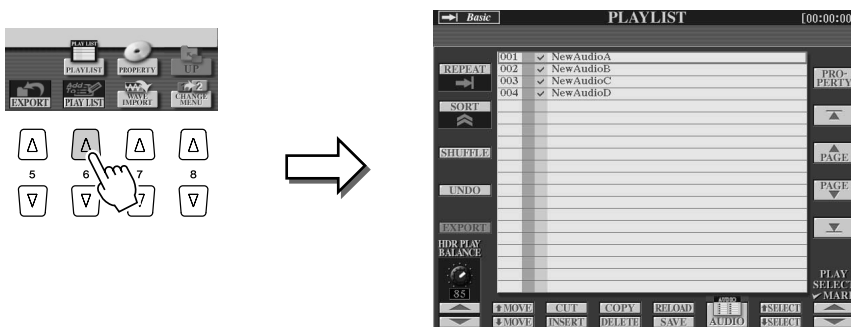 PLAY LIST
PLAYLIST PROPERTY UP
EXPORT Add to PLAY LIST WAVE IMPORT 2 CHANGE MENU
5 6 7 8
Basic PLAYLIST [00:00:00
001 NewAudioA
002 NewAudioB
003 NewAudioC
004 NewAudioD
REPEAT
SORT
SHUFFLE
UNDO
EXPORT
HDR PLAY
BALANCE
85
PRO-
PERTY
PAGE
PAGE
PLAY
SELECT
MARK
MOVE CUT COPY RELOAD AUDIO SELECT
MOVE INSERT DELETE SAVE AUDIO SELECT